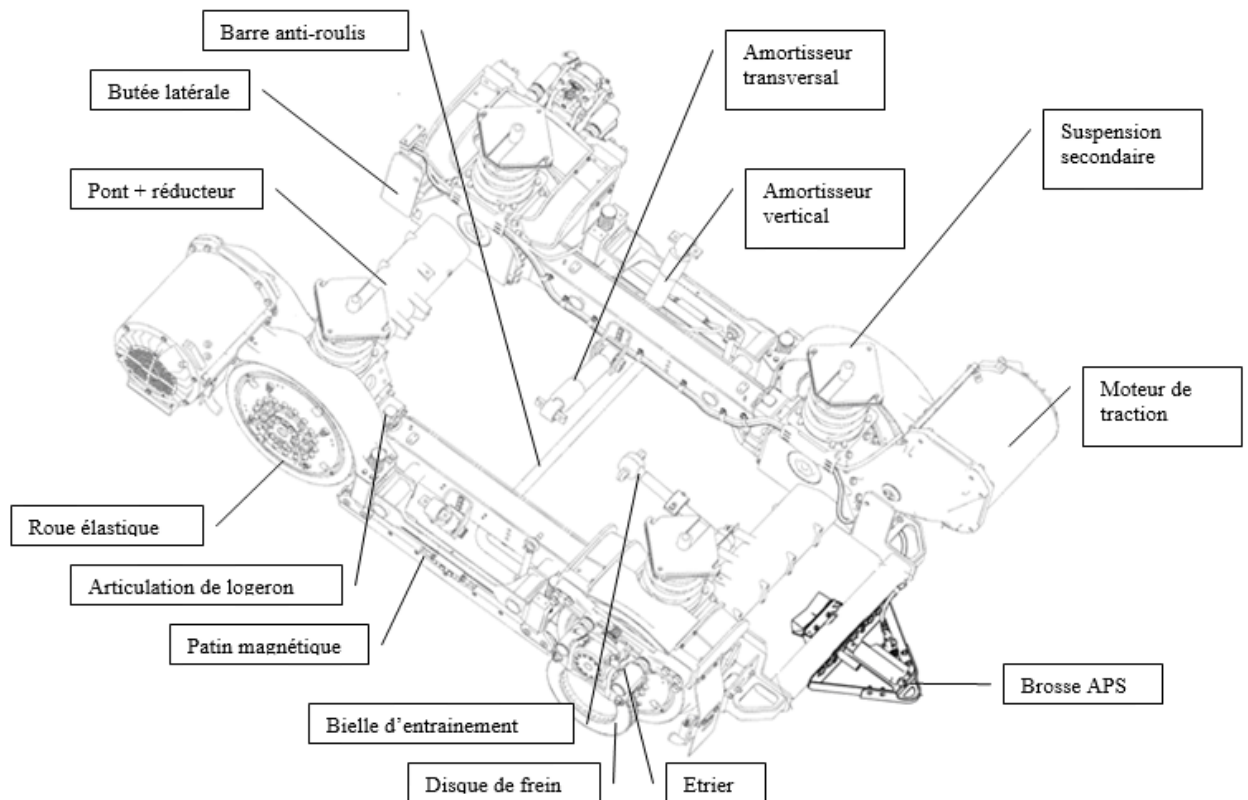 Barre anti-roulis
Amortisseur
transversal
Butée latérale
Suspension
secondaire
Pont + réducteur
Amortisseur
vertical
Moteur de
traction
Roue élastique
Articulation de logeron
Patin magnétique
Brosse APS
Bielle d’entrainement
Disque de frein
Etrier